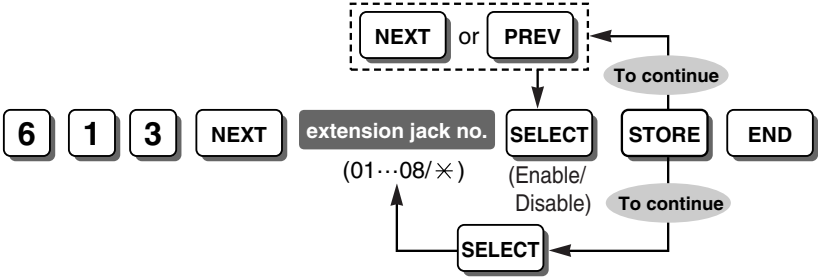 NEXT or PREV
To continue
6 1 3 NEXT extension jack no. SELECT STORE END
(01···08/✳) (Enable/
Disable)
To continue
SELECT